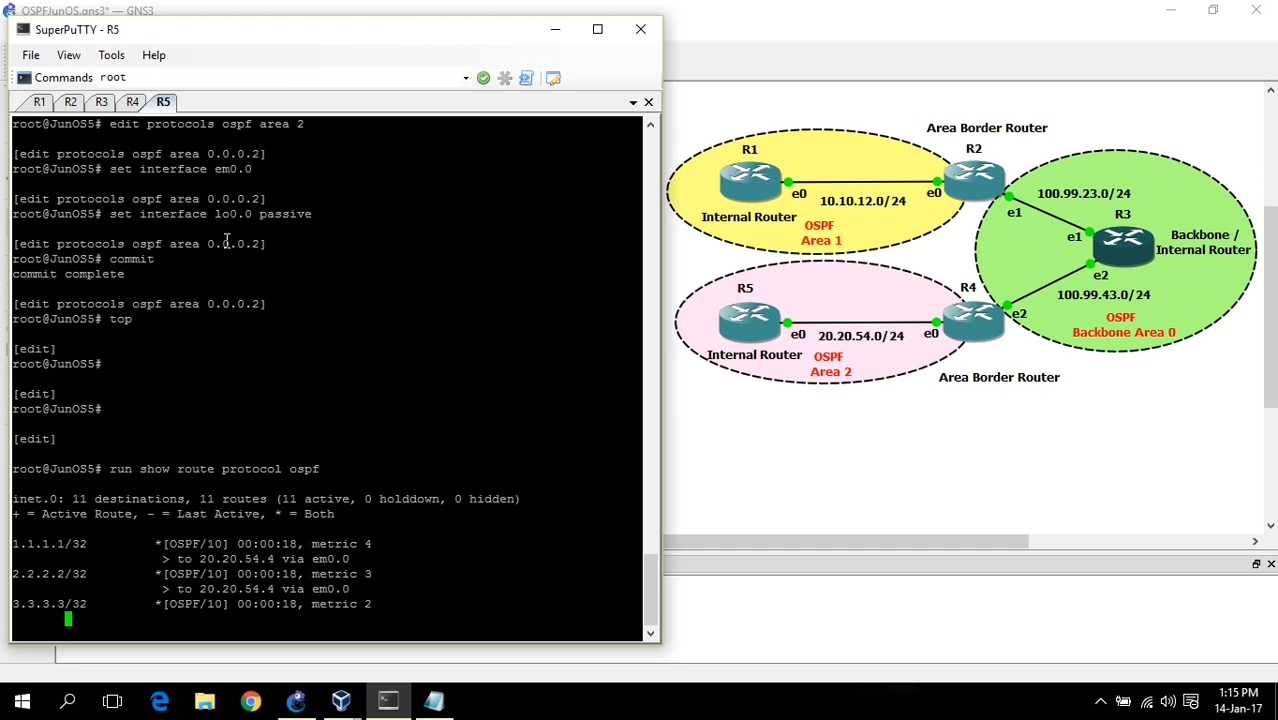 OSPFJunOS.gns3* — GNS3
SuperPuTTY - R5
File View Tools Help
Commands root
R1 R2 R3 R4 R5
root@JunOS5# edit protocols ospf area 2
[edit protocols ospf area 0.0.0.2]
root@JunOS5# set interface em0.0
[edit protocols ospf area 0.0.0.2]
root@JunOS5# set interface lo0.0 passive
[edit protocols ospf area 0.0.0.2]
root@JunOS5# commit
commit complete
[edit protocols ospf area 0.0.0.2]
root@JunOS5# top
[edit]
root@JunOS5#
[edit]
root@JunOS5#
[edit]
root@JunOS5# run show route protocol ospf
inet.0: 11 destinations, 11 routes (11 active, 0 holddown, 0 hidden)
+ = Active Route, - = Last Active, * = Both
1.1.1.1/32 *[OSPF/10] 00:00:18, metric 4
> to 20.20.54.4 via em0.0
2.2.2.2/32 *[OSPF/10] 00:00:18, metric 3
> to 20.20.54.4 via em0.0
3.3.3.3/32 *[OSPF/10] 00:00:18, metric 2
Area Border Router
R1
R2
e0
e0
10.10.12.0/24
Internal Router
OSPF
Area 1
e1
100.99.23.0/24
R3
e1
Backbone /
Internal Router
e2
100.99.43.0/24
OSPF
Backbone Area 0
R5
R4
e2
e0
20.20.54.0/24
e0
Internal Router
OSPF
Area 2
Area Border Router
1:15 PM
14-Jan-17